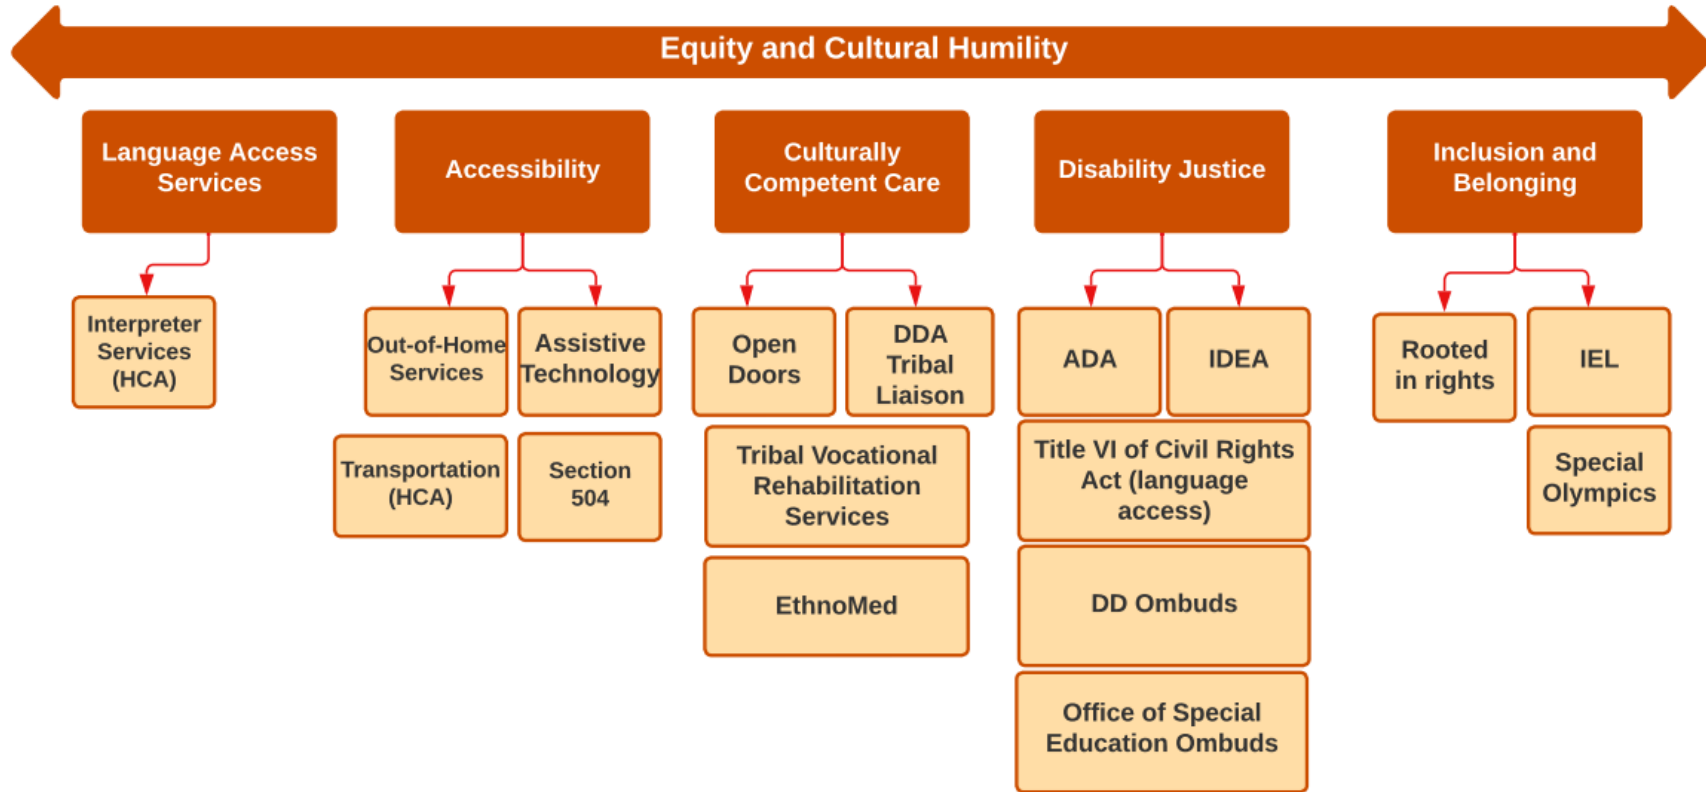 Equity and Cultural Humility
Language Access
Services
Accessibility
Culturally
Competent Care
Disability Justice
Inclusion and
Belonging
Interpreter
Services
(HCA)
Out-of-Home
Services
Assistive
Technology
Transportation
(HCA)
Section
504
Open
Doors
DDA
Tribal
Liaison
Tribal Vocational
Rehabilitation
Services
EthnoMed
ADA
IDEA
Title VI of Civil Rights
Act (language
access)
DD Ombuds
Office of Special
Education Ombuds
Rooted
in rights
IEL
Special
Olympics